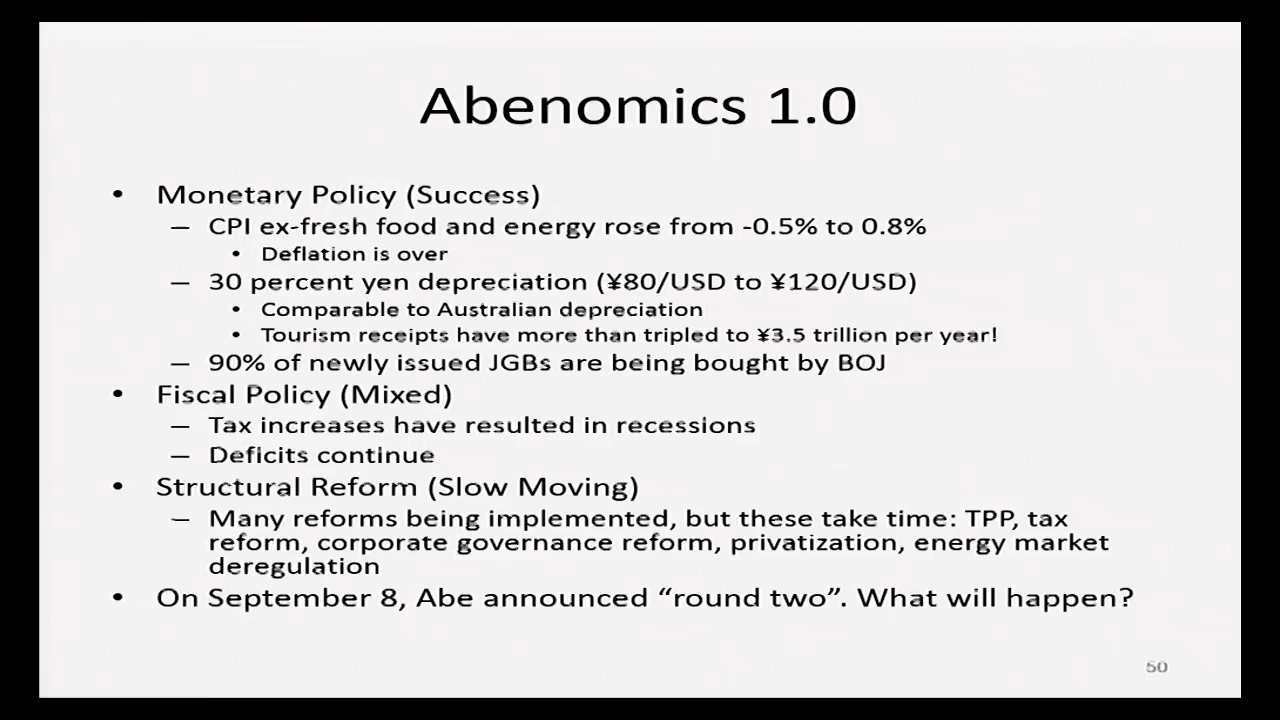 Abenomics 1.0
• Monetary Policy (Success)
– CPI ex-fresh food and energy rose from -0.5% to 0.8%
• Deflation is over
– 30 percent yen depreciation (¥80/USD to ¥120/USD)
• Comparable to Australian depreciation
• Tourism receipts have more than tripled to ¥3.5 trillion per year!
– 90% of newly issued JGBs are being bought by BOJ
• Fiscal Policy (Mixed)
– Tax increases have resulted in recessions
– Deficits continue
• Structural Reform (Slow Moving)
– Many reforms being implemented, but these take time: TPP, tax
reform, corporate governance reform, privatization, energy market
deregulation
• On September 8, Abe announced “round two”. What will happen?
50